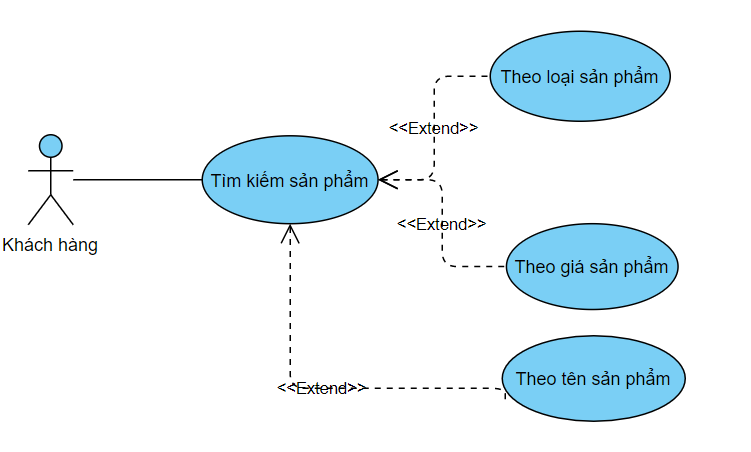 Theo loại sản phẩm
<<Extend>>
Tìm kiếm sản phẩm
<<Extend>>
Khách hàng
Theo giá sản phẩm
Theo tên sản phẩm
<<Extend>>